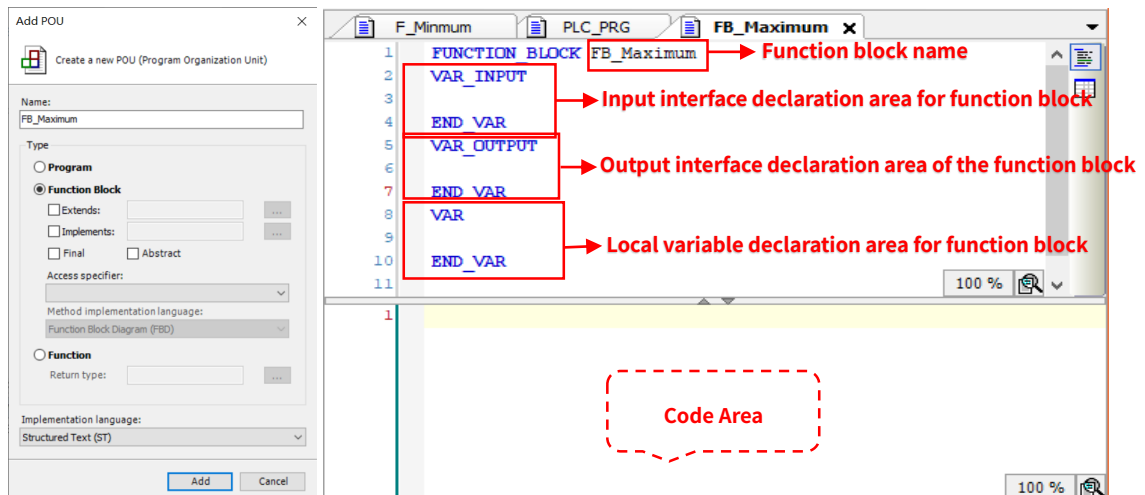 Add POU
Create a new POU (Program Organization Unit)
Name:
FB_Maximum
Type
Program
Function Block
Extends:
...
Implements:
...
Final Abstract
Access specifier:
Method implementation language:
Function Block Diagram (FBD)
Function
Return type:
...
Implementation language:
Structured Text (ST)
Add Cancel
F_Minmum PLC_PRG FB_Maximum x
1 FUNCTION_BLOCK FB_Maximum Function block name
2 VAR_INPUT
3 Input interface declaration area for function block
4 END_VAR
5 VAR_OUTPUT
6 Output interface declaration area of the function block
7 END_VAR
8 VAR
9 Local variable declaration area for function block
10 END_VAR
11
100 %
1
Code Area
100 %